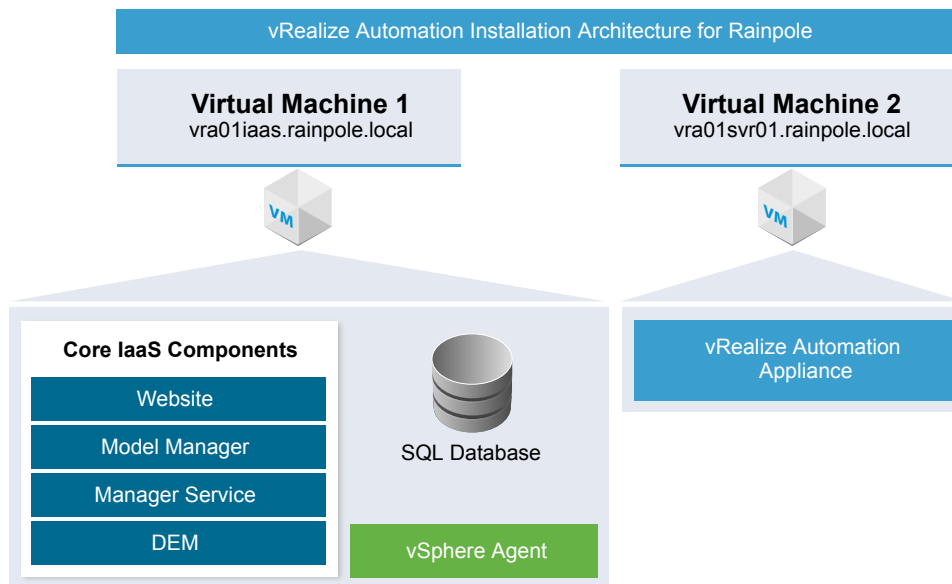 vRealize Automation Installation Architecture for Rainpole
Virtual Machine 1
vra01iaas.rainpole.local
Virtual Machine 2
vra01svr01.rainpole.local
VM
VM
Core IaaS Components
Website
Model Manager
Manager Service
DEM
SQL Database
vSphere Agent
vRealize Automation
Appliance